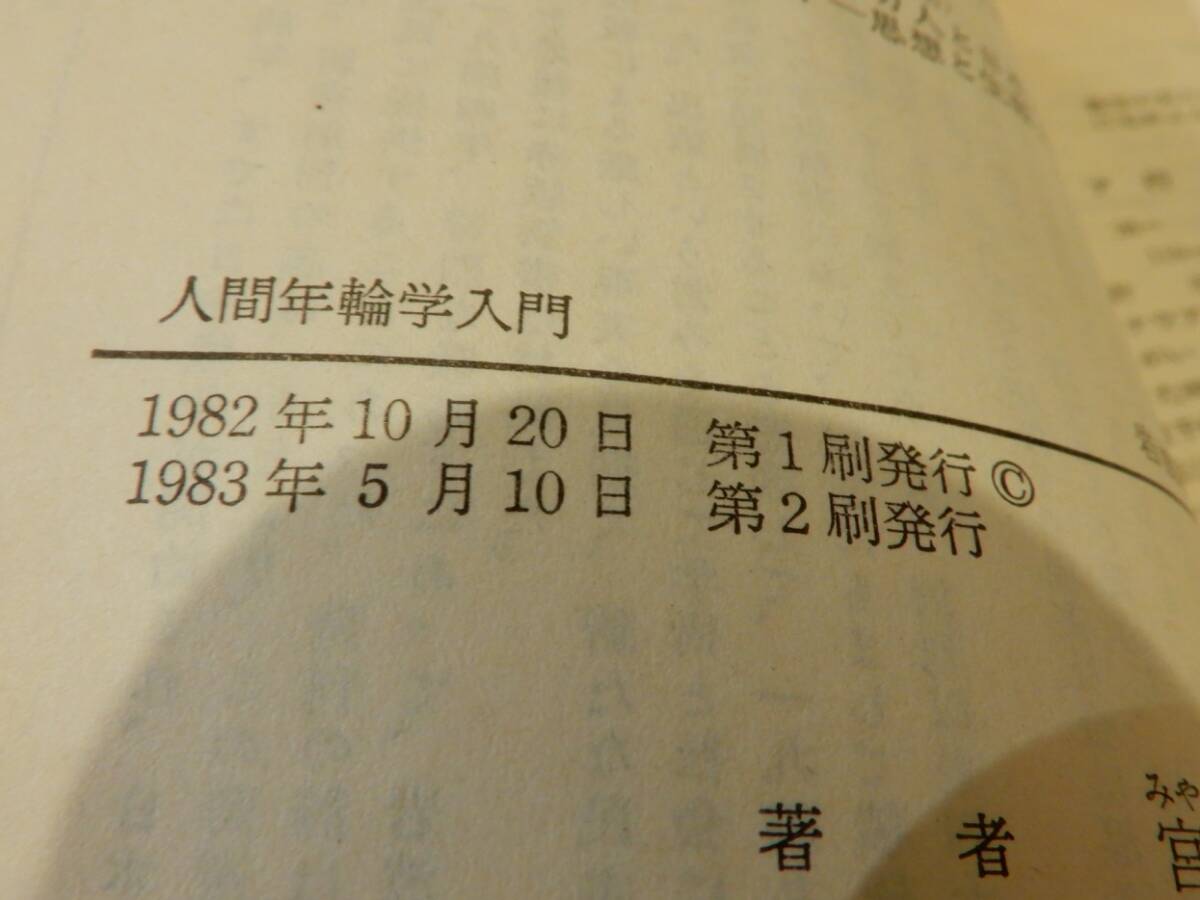 人間年輪学入門
1982年10月20日 第1刷発行©
1983年5月10日 第2刷発行
みや
著者 宮